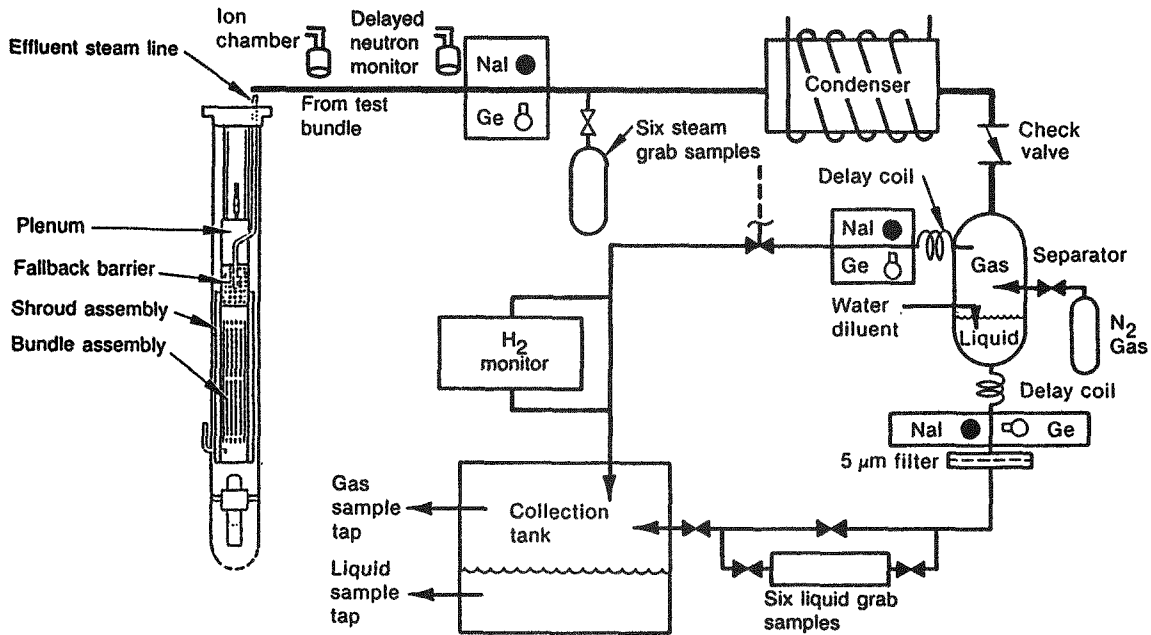 Ion
chamber
Delayed
neutron
monitor
Effluent steam line
NaI
Ge
From test
bundle
Condenser
Six steam
grab samples
Check
valve
Delay coil
Plenum
Fallback barrier
Shroud assembly
Bundle assembly
NaI
Ge
Gas
Separator
Water
diluent
Liquid
N2
Gas
H2
monitor
Delay coil
NaI
Ge
5 μm filter
Gas
sample
tap
Collection
tank
Liquid
sample
tap
Six liquid grab
samples